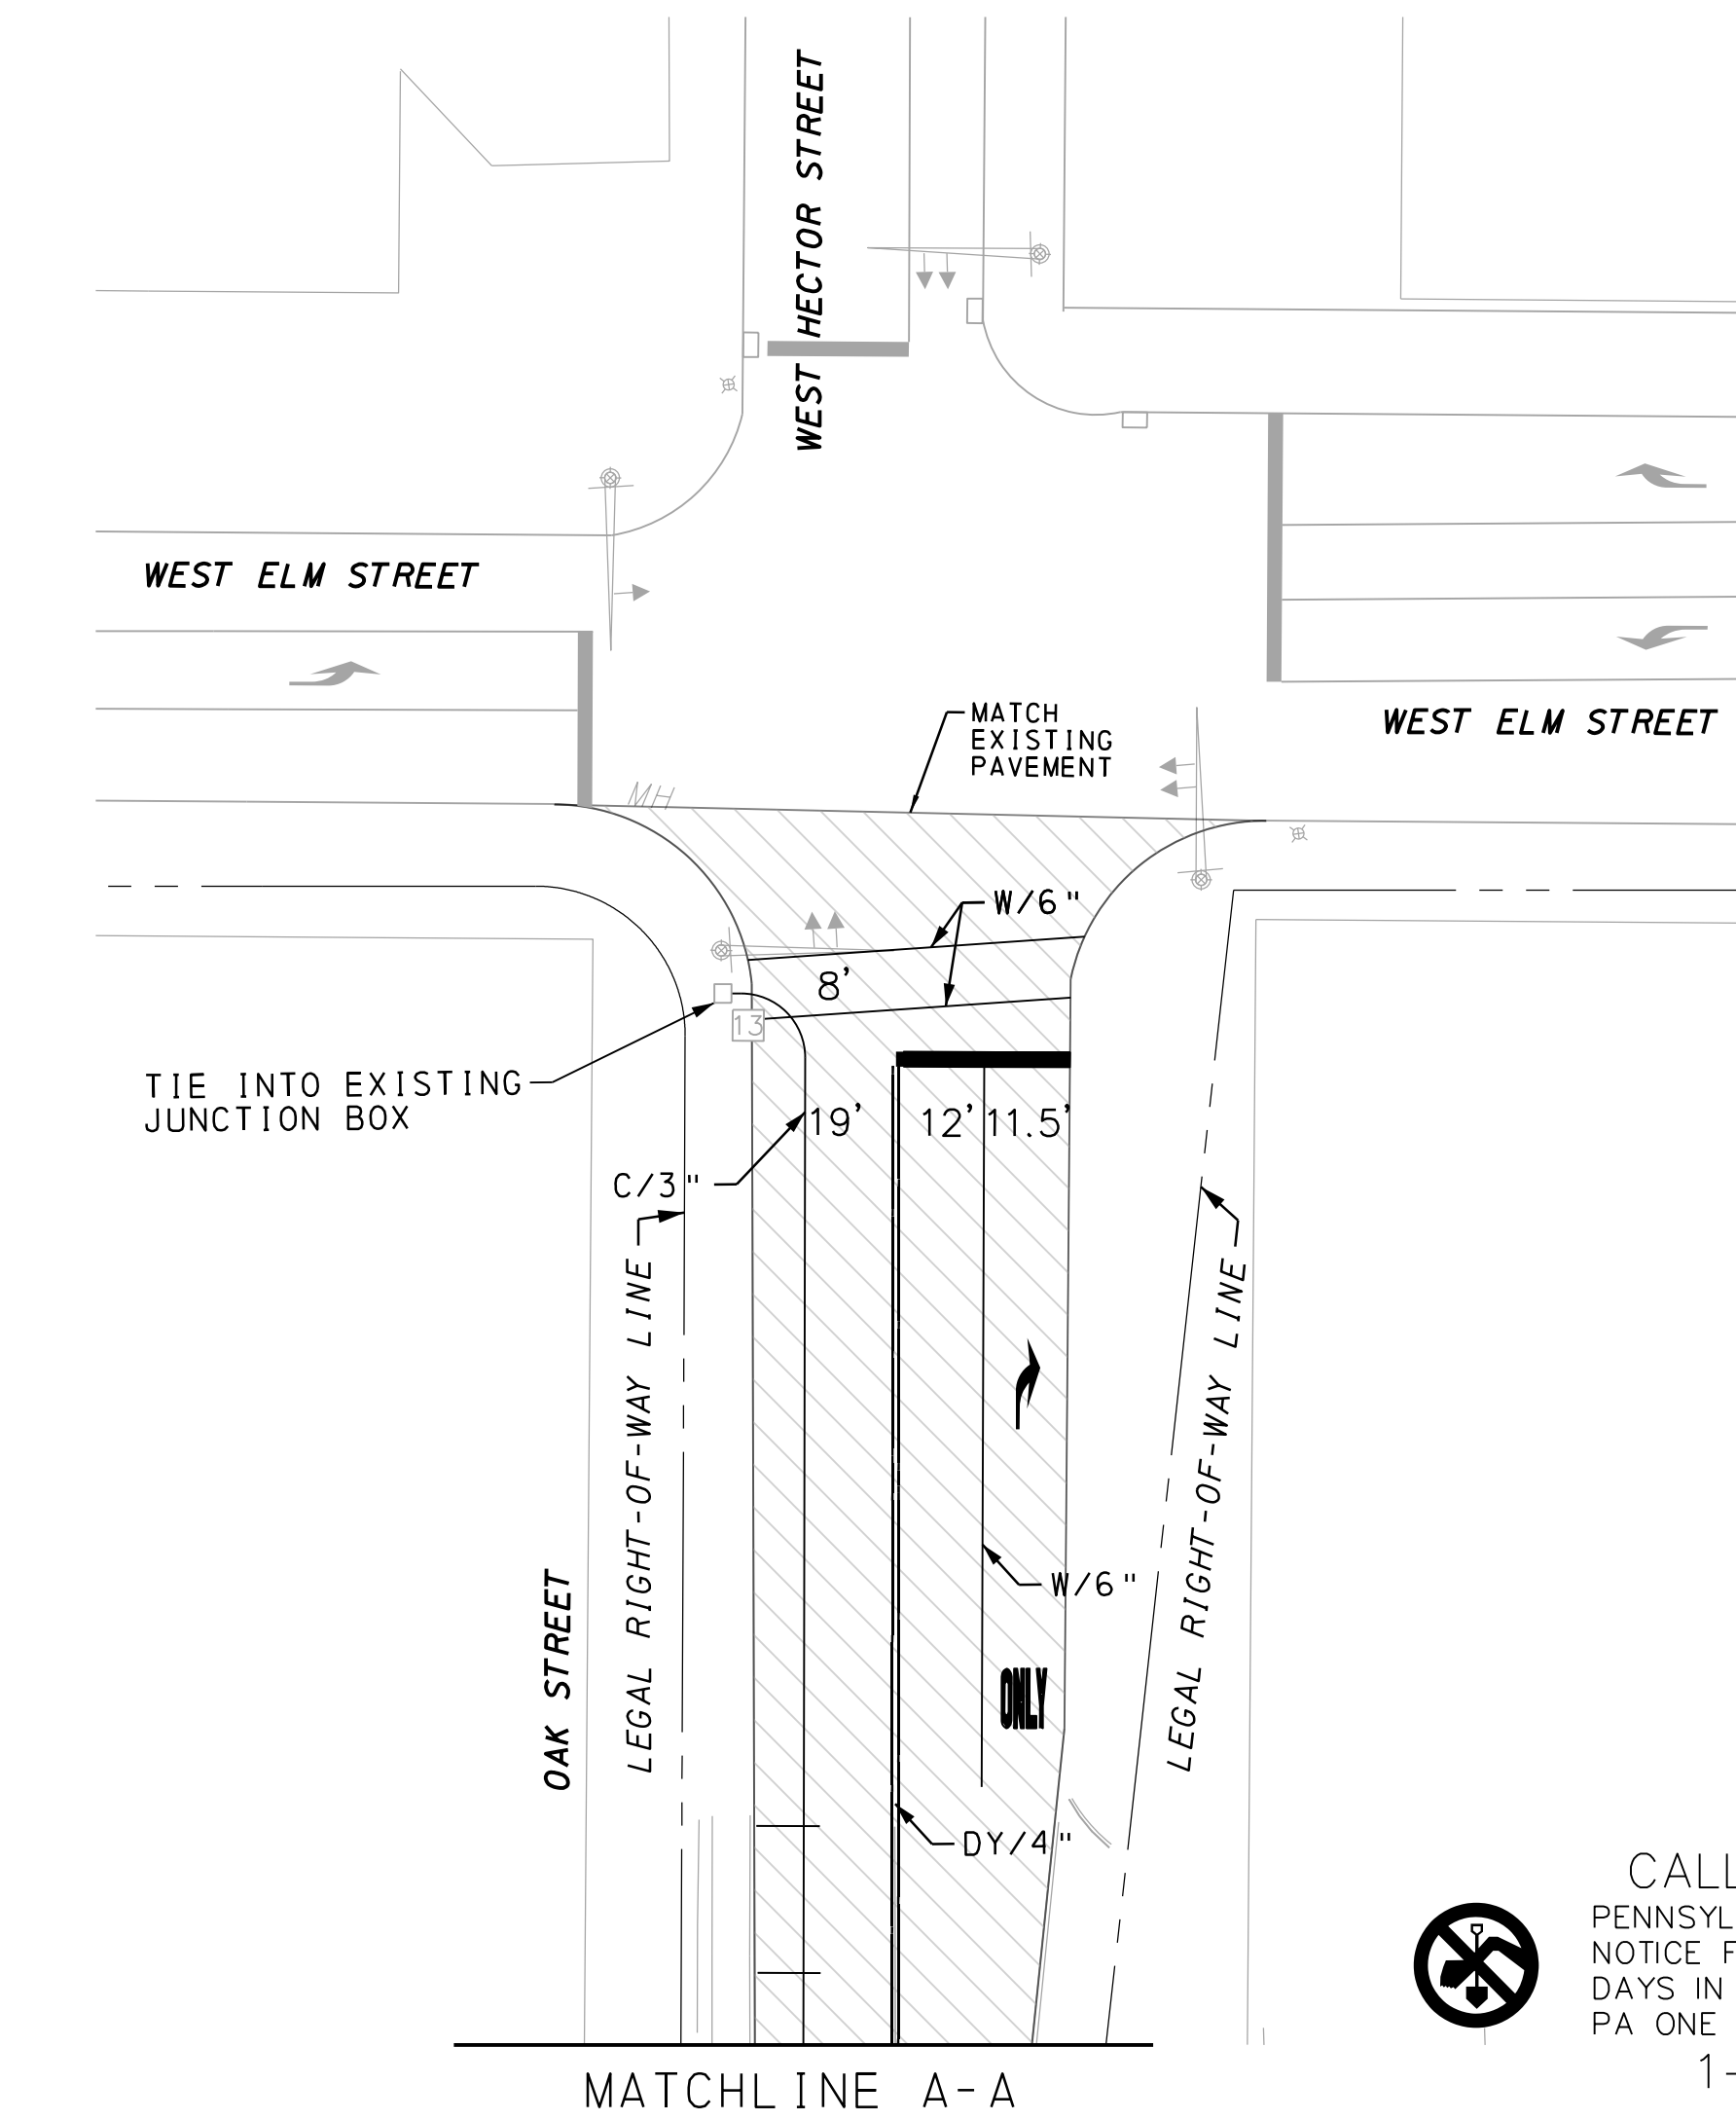 WEST HECTOR STREET
WEST ELM STREET
MATCH
EXISTING
PAVEMENT
WEST ELM STREET
MH
W/6"
8'
13
TIE INTO EXISTING
JUNCTION BOX
19'
12'
11.5'
C/3"
LEGAL RIGHT-OF-WAY LINE
LEGAL RIGHT-OF-WAY LINE
OAK STREET
W/6"
ONLY
DY/4"
CALL
PENNSYL
NOTICE F
DAYS IN
PA ONE
1-
MATCHLINE A-A